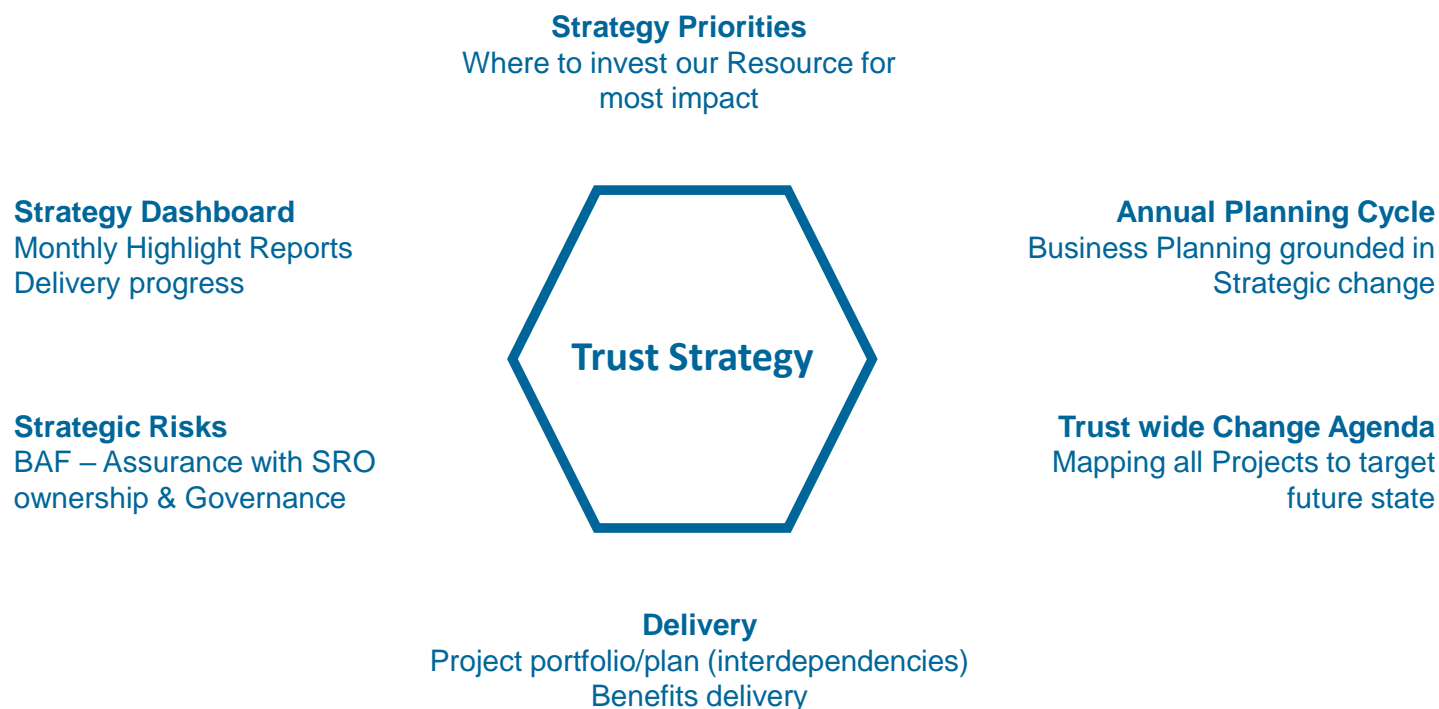 Strategy Priorities
Where to invest our Resource for
most impact
Strategy Dashboard
Monthly Highlight Reports
Delivery progress
Annual Planning Cycle
Business Planning grounded in
Strategic change
Trust Strategy
Strategic Risks
BAF – Assurance with SRO
ownership & Governance
Trust wide Change Agenda
Mapping all Projects to target
future state
Delivery
Project portfolio/plan (interdependencies)
Benefits delivery